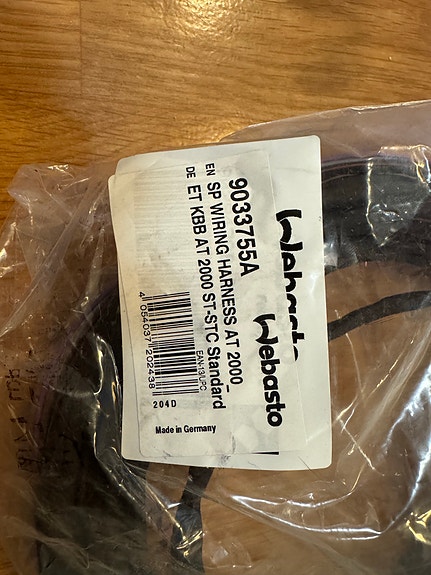 Webasto
Webasto
9033755A
EN SP WIRING HARNESS AT 2000_
DE ET KBB AT 2000 ST-STC Standard
EAN-13/UPC
4 054037 202438
204D
Made in Germany